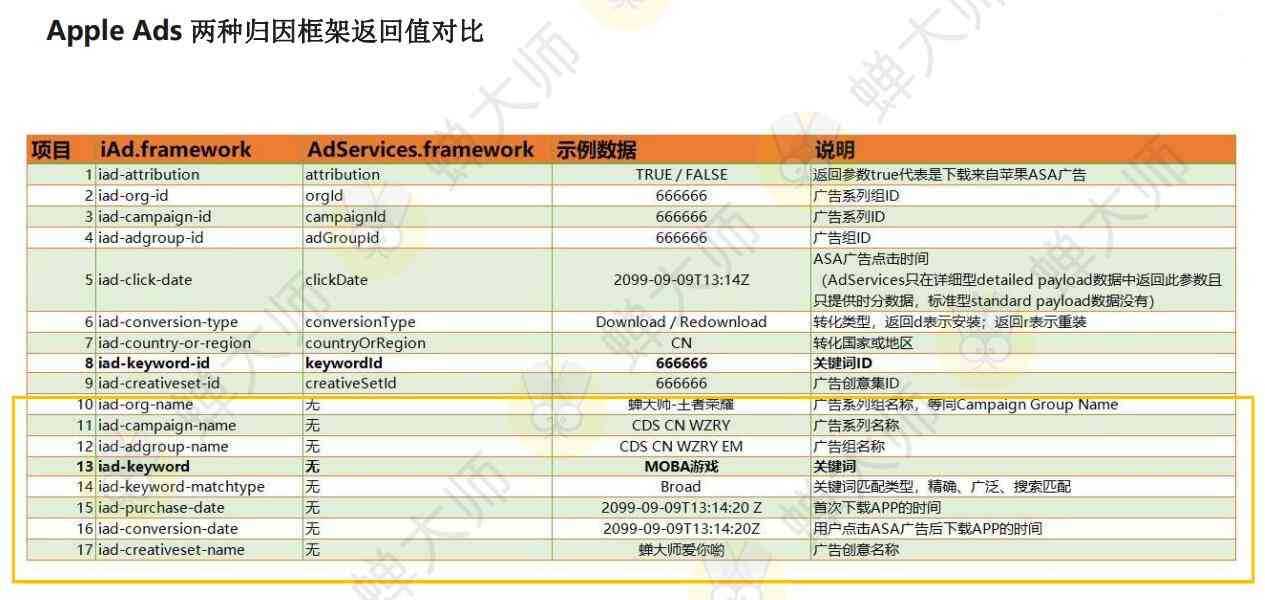 Apple Ads 两种归因框架返回值对比
项目 iAd.framework AdServices.framework 示例数据 说明
1 iad-attribution attribution TRUE / FALSE 返回参数true代表是下载来自苹果ASA广告
2 iad-org-id orgId 666666 广告系列组ID
3 iad-campaign-id campaignId 666666 广告系列ID
4 iad-adgroup-id adGroupId 666666 广告组ID
5 iad-click-date clickDate 2099-09-09T13:14Z ASA广告点击时间
（AdServices只在详细型detailed payload数据中返回此参数且
只提供时分数据，标准型standard payload数据没有）
6 iad-conversion-type conversionType Download / Redownload 转化类型，返回d表示安装；返回r表示重装
7 iad-country-or-region countryOrRegion CN 转化国家或地区
8 iad-keyword-id keywordId 666666 关键词ID
9 iad-creativeset-id creativeSetId 666666 广告创意集ID
10 iad-org-name 无 蝉大师-王者荣耀 广告系列组名称，等同Campaign Group Name
11 iad-campaign-name 无 CDS CN WZRY 广告系列名称
12 iad-adgroup-name 无 CDS CN WZRY EM 广告组名称
13 iad-keyword 无 MOBA游戏 关键词
14 iad-keyword-matchtype 无 Broad 关键词匹配类型，精确、广泛、搜索匹配
15 iad-purchase-date 无 2099-09-09T13:14:20 Z 首次下载APP的时间
16 iad-conversion-date 无 2099-09-09T13:14:20Z 用户点击ASA广告后下载APP的时间
17 iad-creativeset-name 无 蝉大师爱你哟 广告创意名称
蝉大师
蝉大师
蝉大师
蝉大师
蝉大师
蝉大师
蝉大师
蝉大师